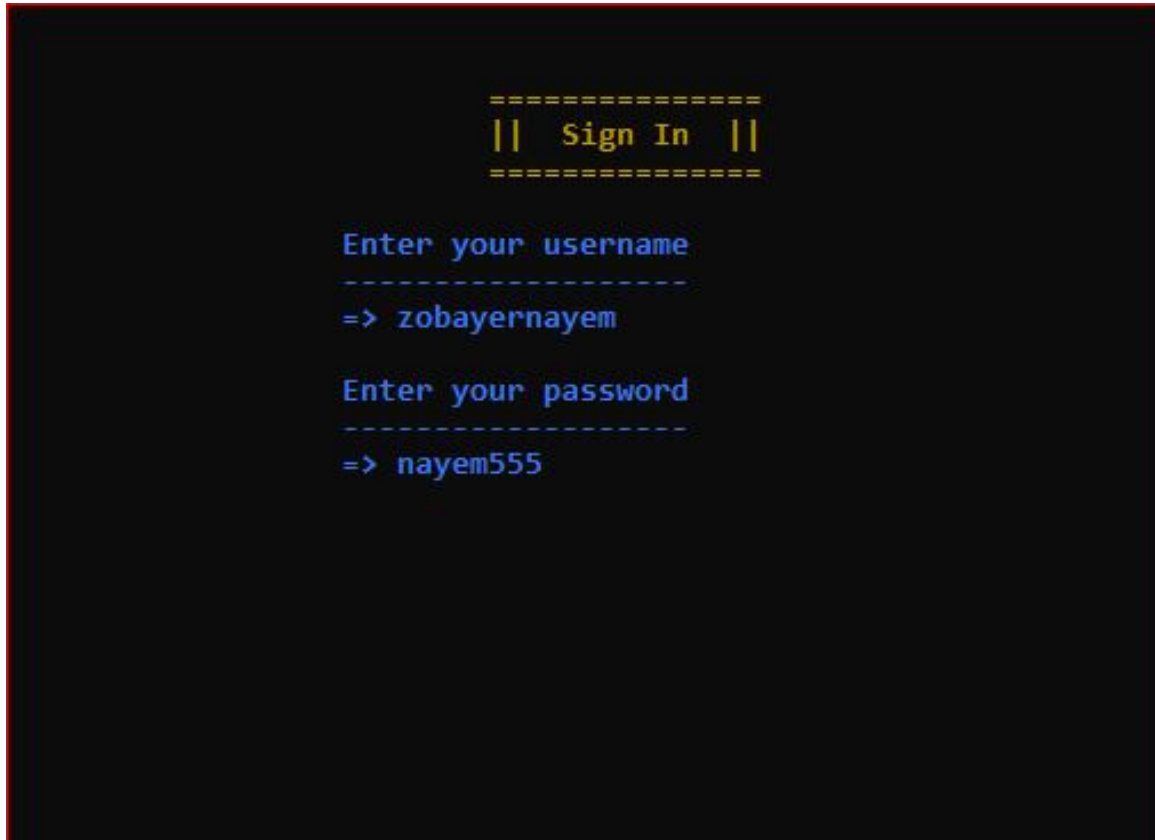 ===============
||  Sign In  ||
===============
Enter your username
-------------------
=> zobayernayem
Enter your password
-------------------
=> nayem555